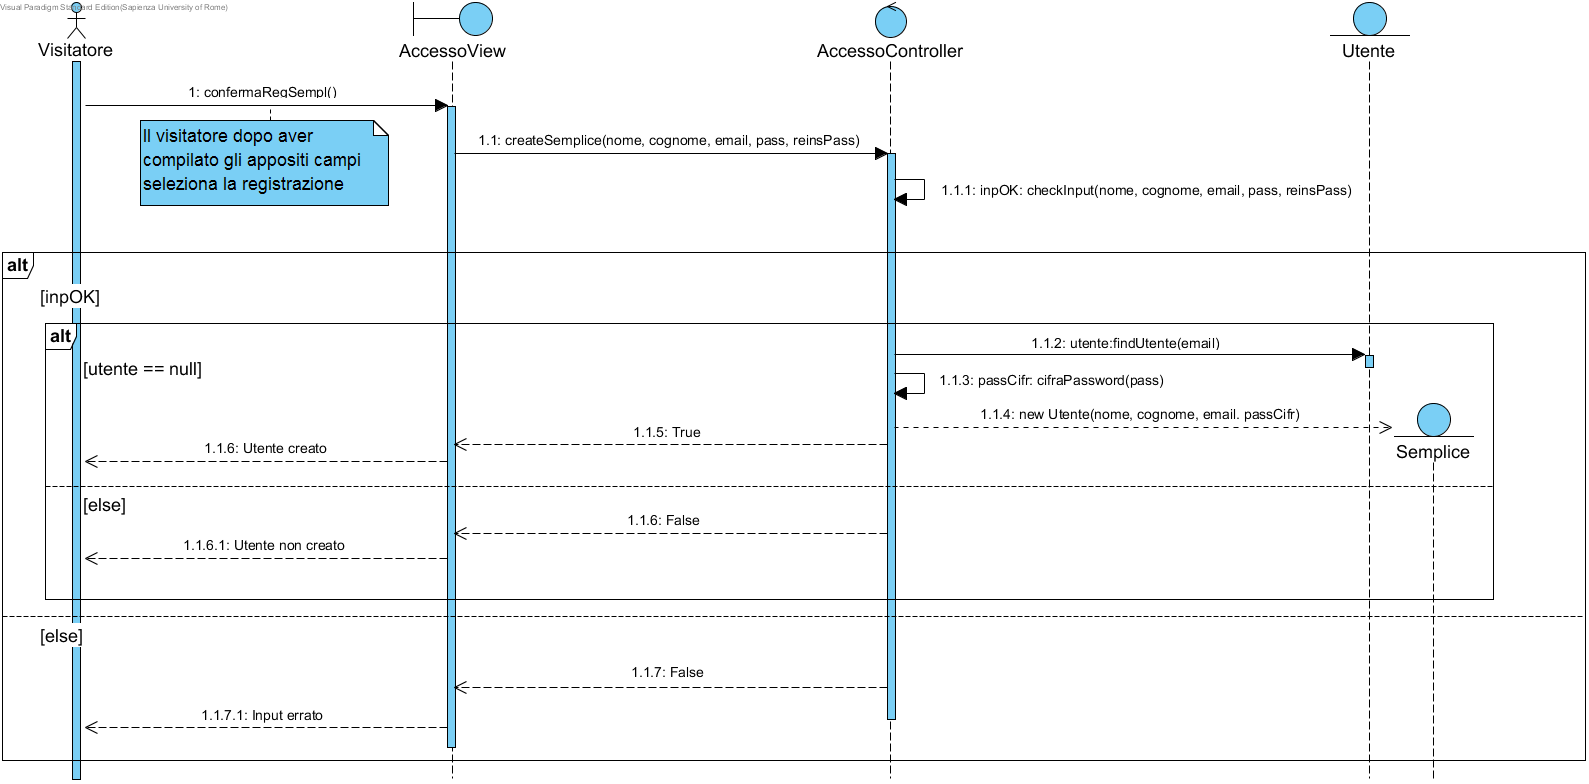 Visual Paradigm Standard Edition(Sapienza University of Rome)
Visitatore
AccessoView
AccessoController
Utente
1: confermaRegSempl()
Il visitatore dopo aver
compilato gli appositi campi
seleziona la registrazione
1.1: createSemplice(nome, cognome, email, pass, reinsPass)
1.1.1: inpOK: checkInput(nome, cognome, email, pass, reinsPass)
alt
[inpOK]
alt
[utente == null]
1.1.2: utente:findUtente(email)
1.1.3: passCifr: cifraPassword(pass)
1.1.4: new Utente(nome, cognome, email. passCifr)
Semplice
1.1.5: True
1.1.6: Utente creato
[else]
1.1.6: False
1.1.6.1: Utente non creato
[else]
1.1.7: False
1.1.7.1: Input errato